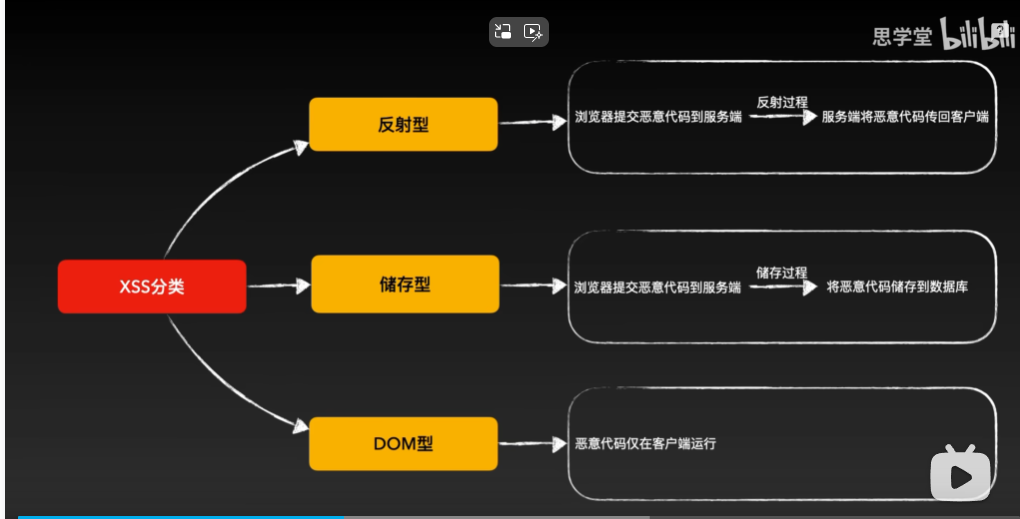 思学堂 bilibili
反射过程
反射型
浏览器提交恶意代码到服务端
服务端将恶意代码传回客户端
XSS分类
储存过程
储存型
浏览器提交恶意代码到服务端
将恶意代码储存到数据库
DOM型
恶意代码仅在客户端运行